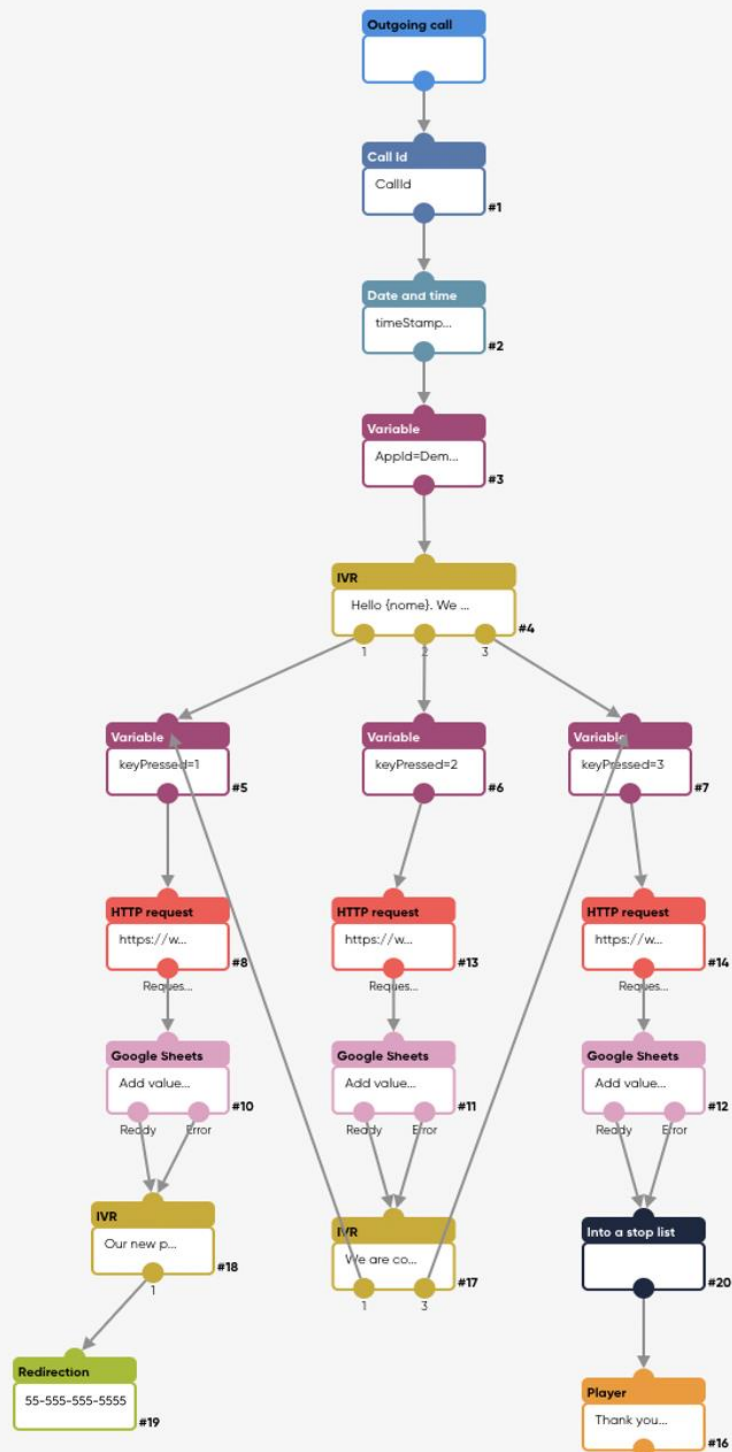 Outgoing call
Call Id
CallId
#1
Date and time
timeStamp...
#2
Variable
AppId=Dem...
#3
IVR
Hello {nome}. We ...
#4
1 2 3
Variable Variable Variable
keyPressed=1 keyPressed=2 keyPressed=3
#5 #6 #7
HTTP request HTTP request HTTP request
https://w... https://w... https://w...
#8 #13 #14
Reques... Reques... Reques...
Google Sheets Google Sheets Google Sheets
Add value... Add value... Add value...
#10 #11 #12
Ready Error Ready Error Ready Error
IVR
Our new p...
#18
1
IVR
We are co...
#17
1 3
Into a stop list
#20
Redirection
55-555-555-5555
#19
Player
Thank you...
#16